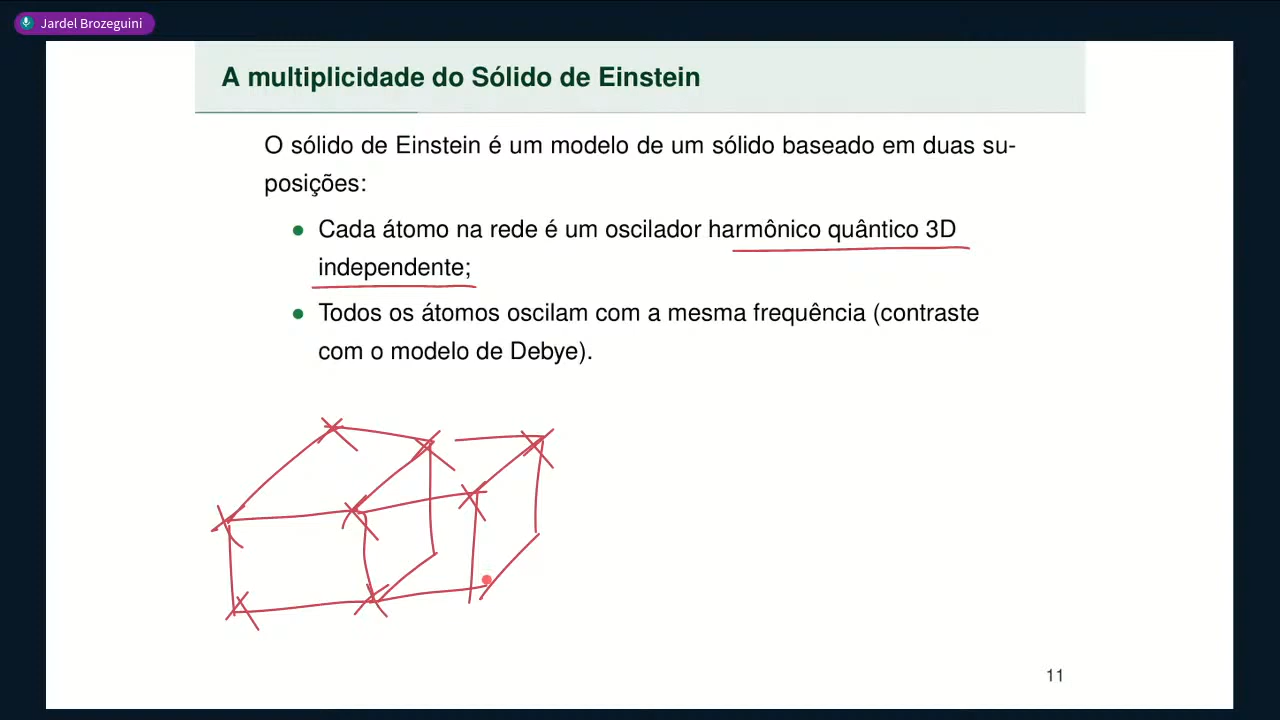 Jardel Brozeguini
A multiplicidade do Sólido de Einstein
O sólido de Einstein é um modelo de um sólido baseado em duas su-
posições:
Cada átomo na rede é um oscilador harmônico quântico 3D
independente;
Todos os átomos oscilam com a mesma frequência (contraste
com o modelo de Debye).
11